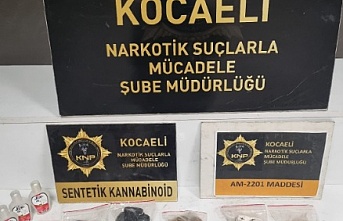 KOCAELİ
NARKOTİK SUÇLARLA
MÜCADELE
ŞUBE MÜDÜRLÜĞÜ
KNP
KOCAELİ
NARKOTİK SUÇLARLA
MÜCADELE
ŞUBE MÜDÜRLÜĞÜ
SENTETİK KANNABİNOİD
KNP
KOCAELİ
NARKOTİK SUÇLARLA
MÜCADELE
ŞUBE MÜDÜRLÜĞÜ
AM-2201 MADDESİ